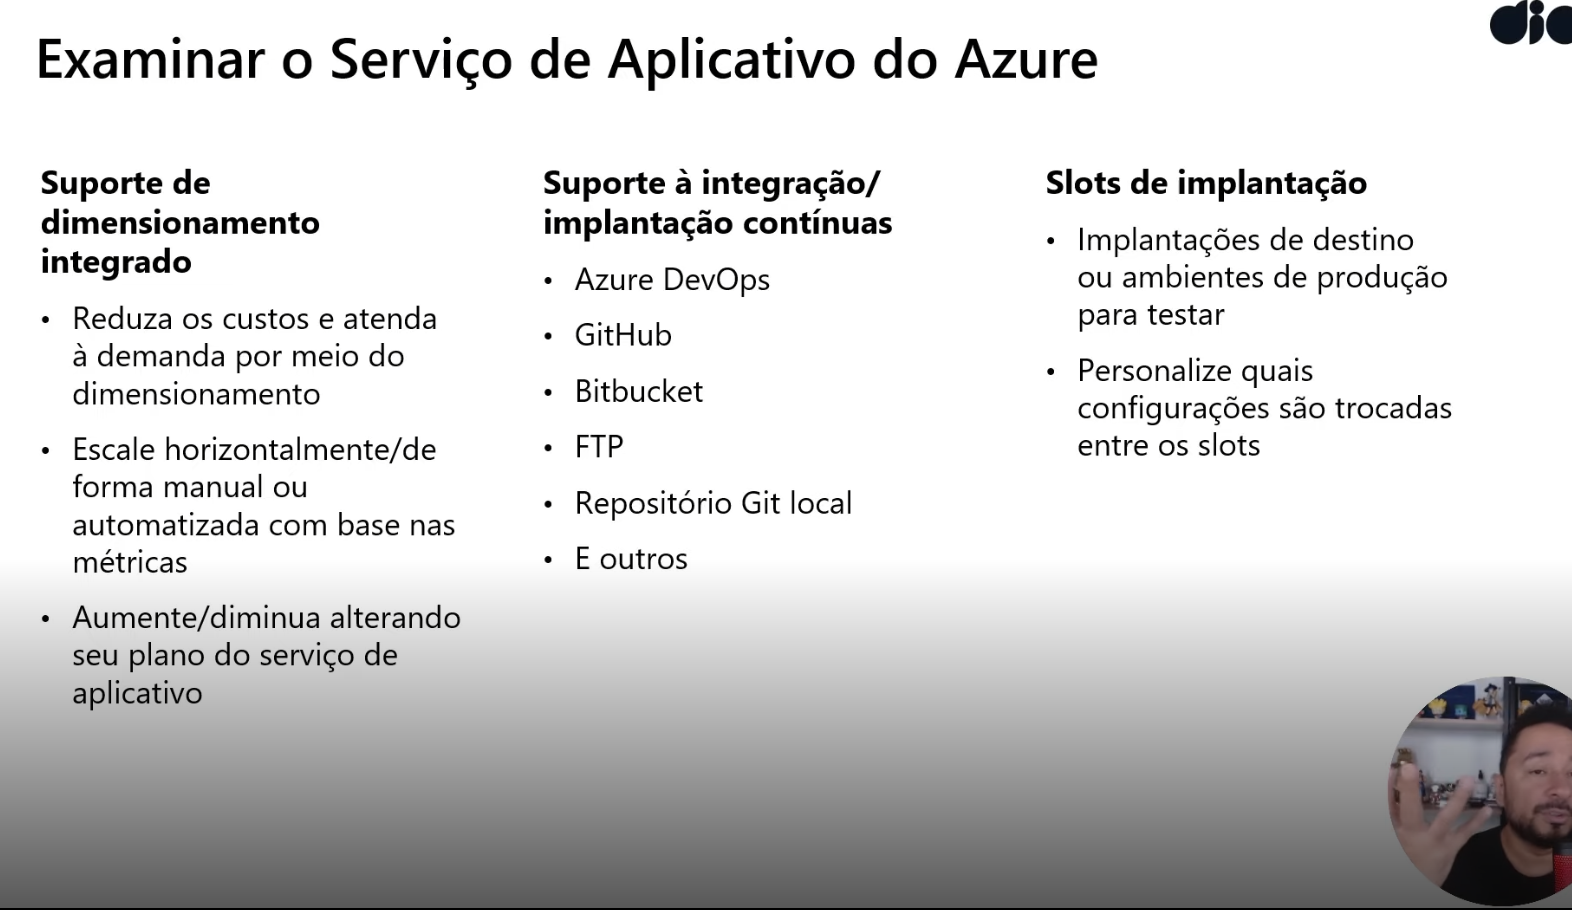 Examinar o Serviço de Aplicativo do Azure
Suporte de
dimensionamento
integrado
• Reduza os custos e atenda
à demanda por meio do
dimensionamento
• Escale horizontalmente/de
forma manual ou
automatizada com base nas
métricas
• Aumente/diminua alterando
seu plano do serviço de
aplicativo
Suporte à integração/
implantação contínuas
• Azure DevOps
• GitHub
• Bitbucket
• FTP
• Repositório Git local
• E outros
Slots de implantação
• Implantações de destino
ou ambientes de produção
para testar
• Personalize quais
configurações são trocadas
entre os slots